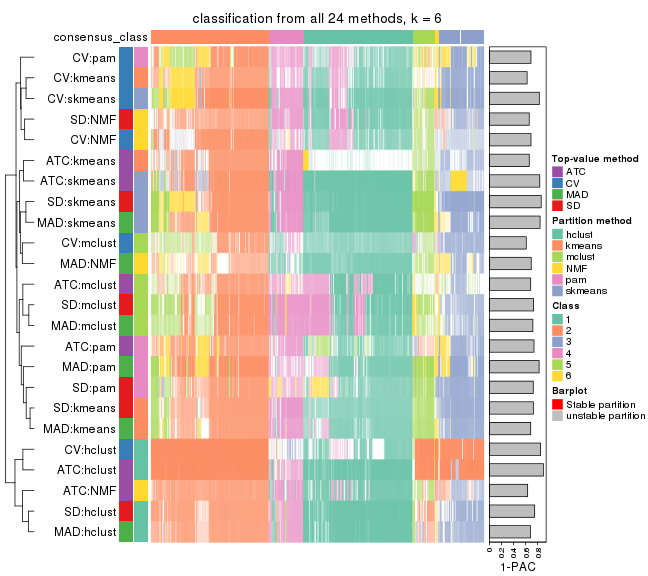 classification from all 24 methods, k = 6
consensus_class
CV:pam
CV:kmeans
CV:skmeans
SD:NMF
CV:NMF
ATC:kmeans
ATC:skmeans
SD:skmeans
MAD:skmeans
CV:mclust
MAD:NMF
ATC:mclust
SD:mclust
MAD:mclust
ATC:pam
MAD:pam
SD:pam
SD:kmeans
MAD:kmeans
CV:hclust
ATC:hclust
ATC:NMF
SD:hclust
MAD:hclust
0
0.2
0.4
0.6
0.8
1-PAC
Top-value method
ATC
CV
MAD
SD
Partition method
hclust
kmeans
mclust
NMF
pam
skmeans
Class
1
2
3
4
5
6
Barplot
Stable partition
unstable partition